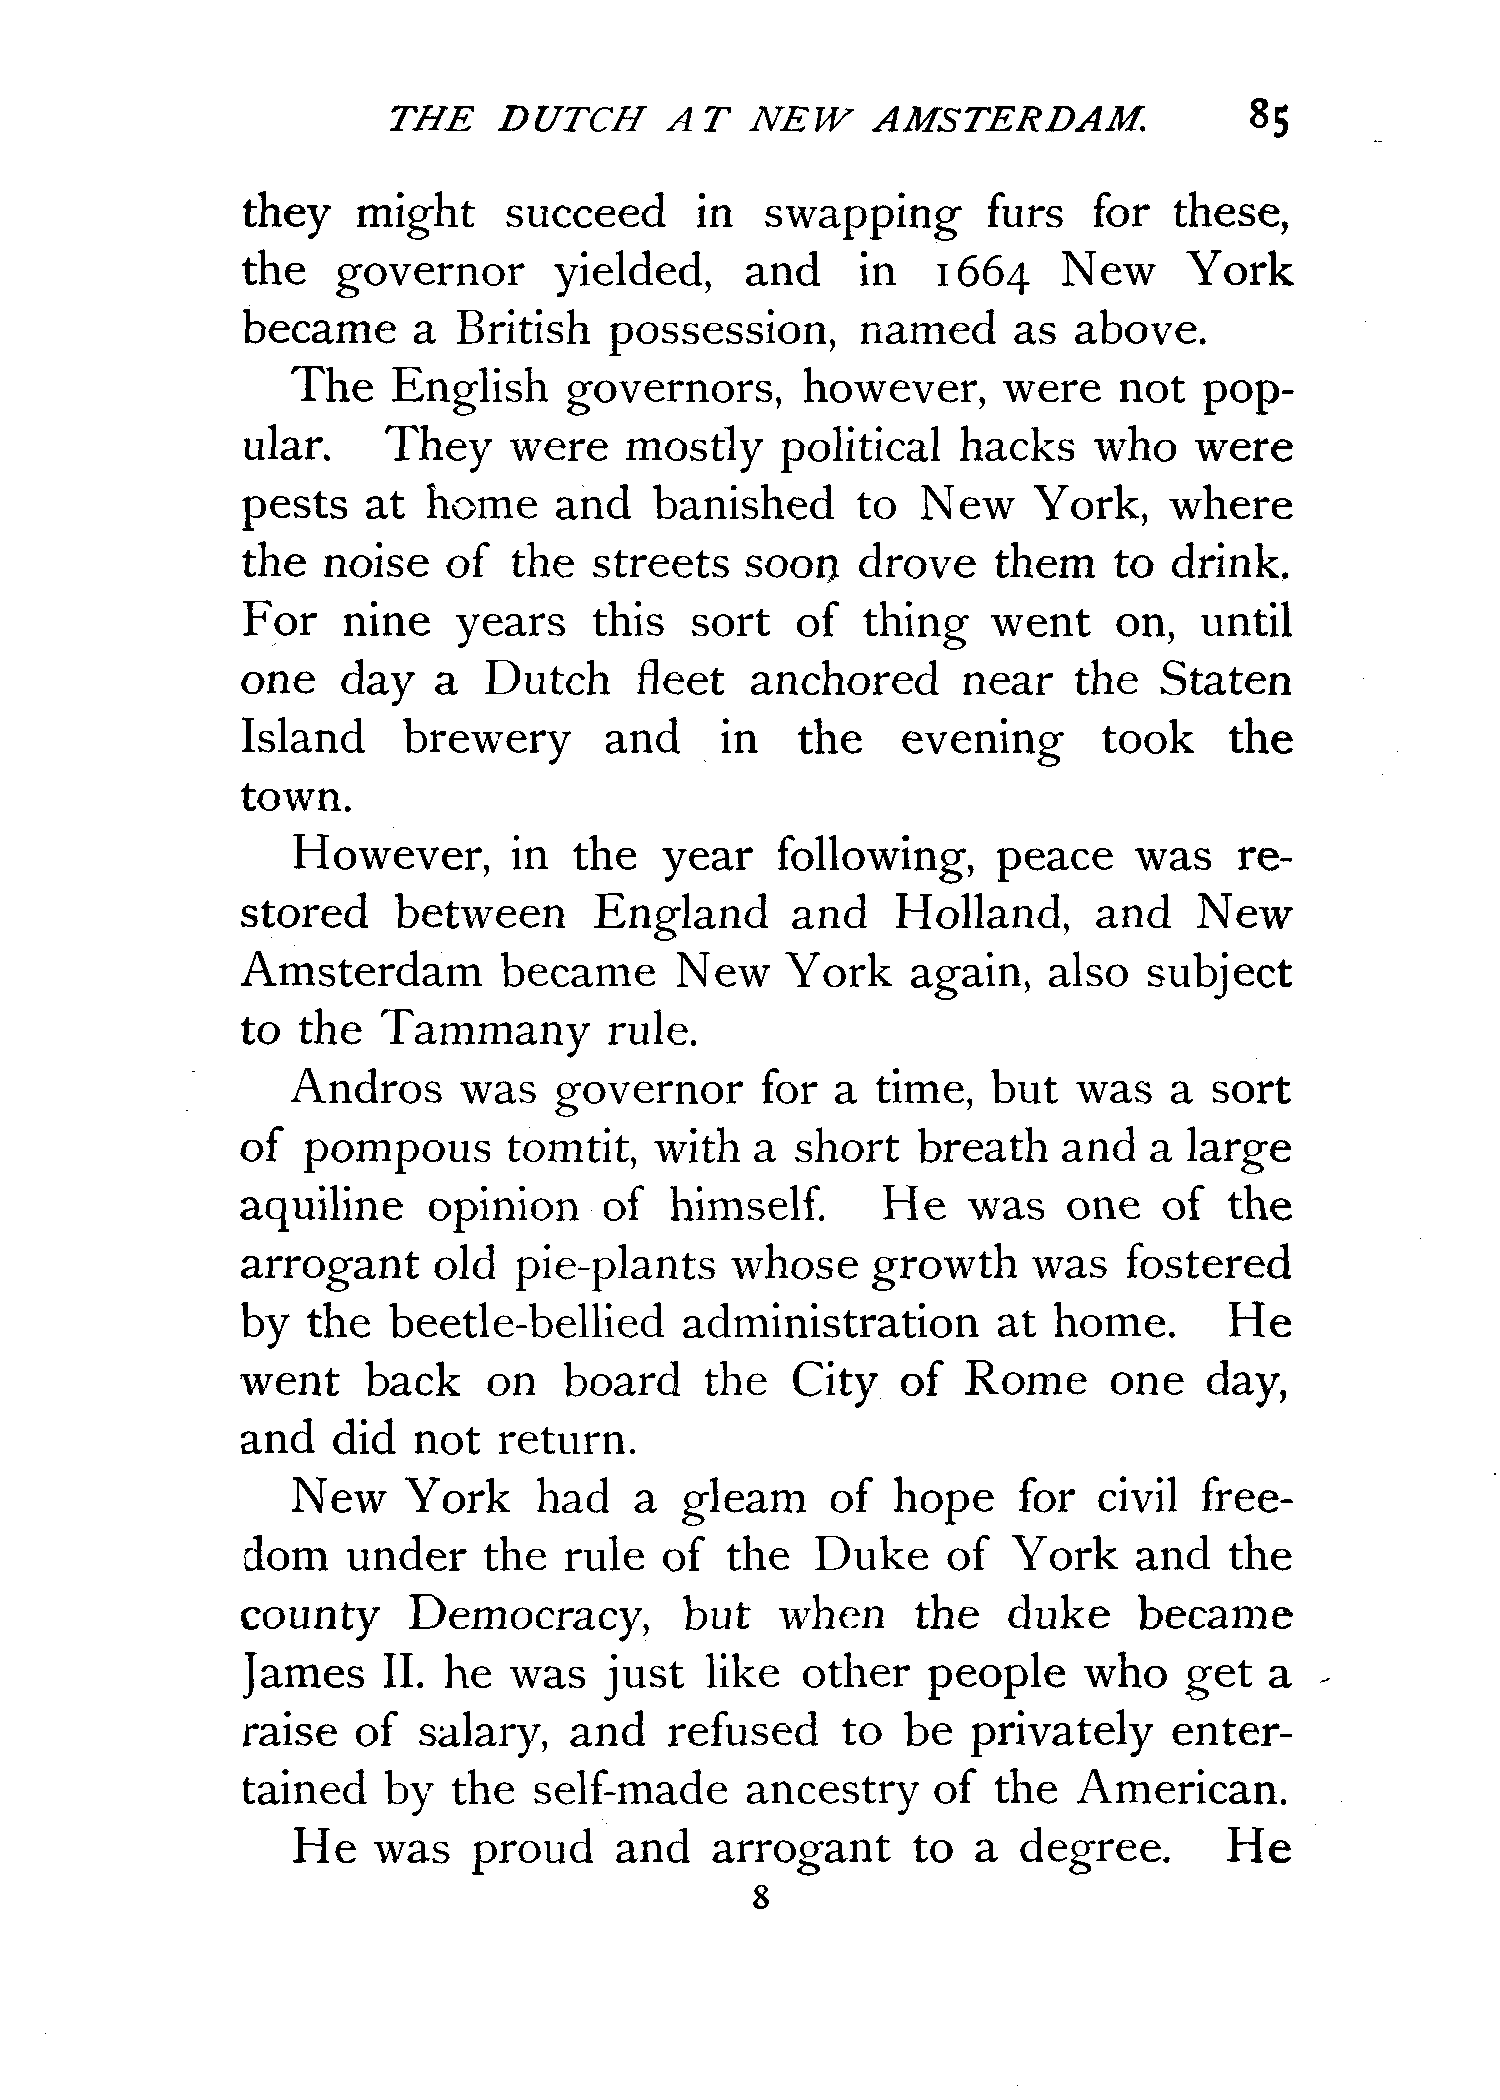 THE DUTCH AT NEW AMSTERDAM. 85
they might succeed in swapping furs for these,
the governor yielded, and in 1664 New York
became a British possession, named as above.
The English governors, however, were not pop-
ular. They were mostly political hacks who were
pests at home and banished to New York, where
the noise of the streets soon drove them to drink.
For nine years this sort of thing went on, until
one day a Dutch fleet anchored near the Staten
Island brewery and in the evening took the
town.
However, in the year following, peace was re-
stored between England and Holland, and New
Amsterdam became New York again, also subject
to the Tammany rule.
Andros was governor for a time, but was a sort
of pompous tomtit, with a short breath and a large
aquiline opinion of himself. He was one of the
arrogant old pie-plants whose growth was fostered
by the beetle-bellied administration at home. He
went back on board the City of Rome one day,
and did not return.
New York had a gleam of hope for civil free-
dom under the rule of the Duke of York and the
county Democracy, but when the duke became
James II. he was just like other people who get a
raise of salary, and refused to be privately enter-
tained by the self-made ancestry of the American.
He was proud and arrogant to a degree. He
8